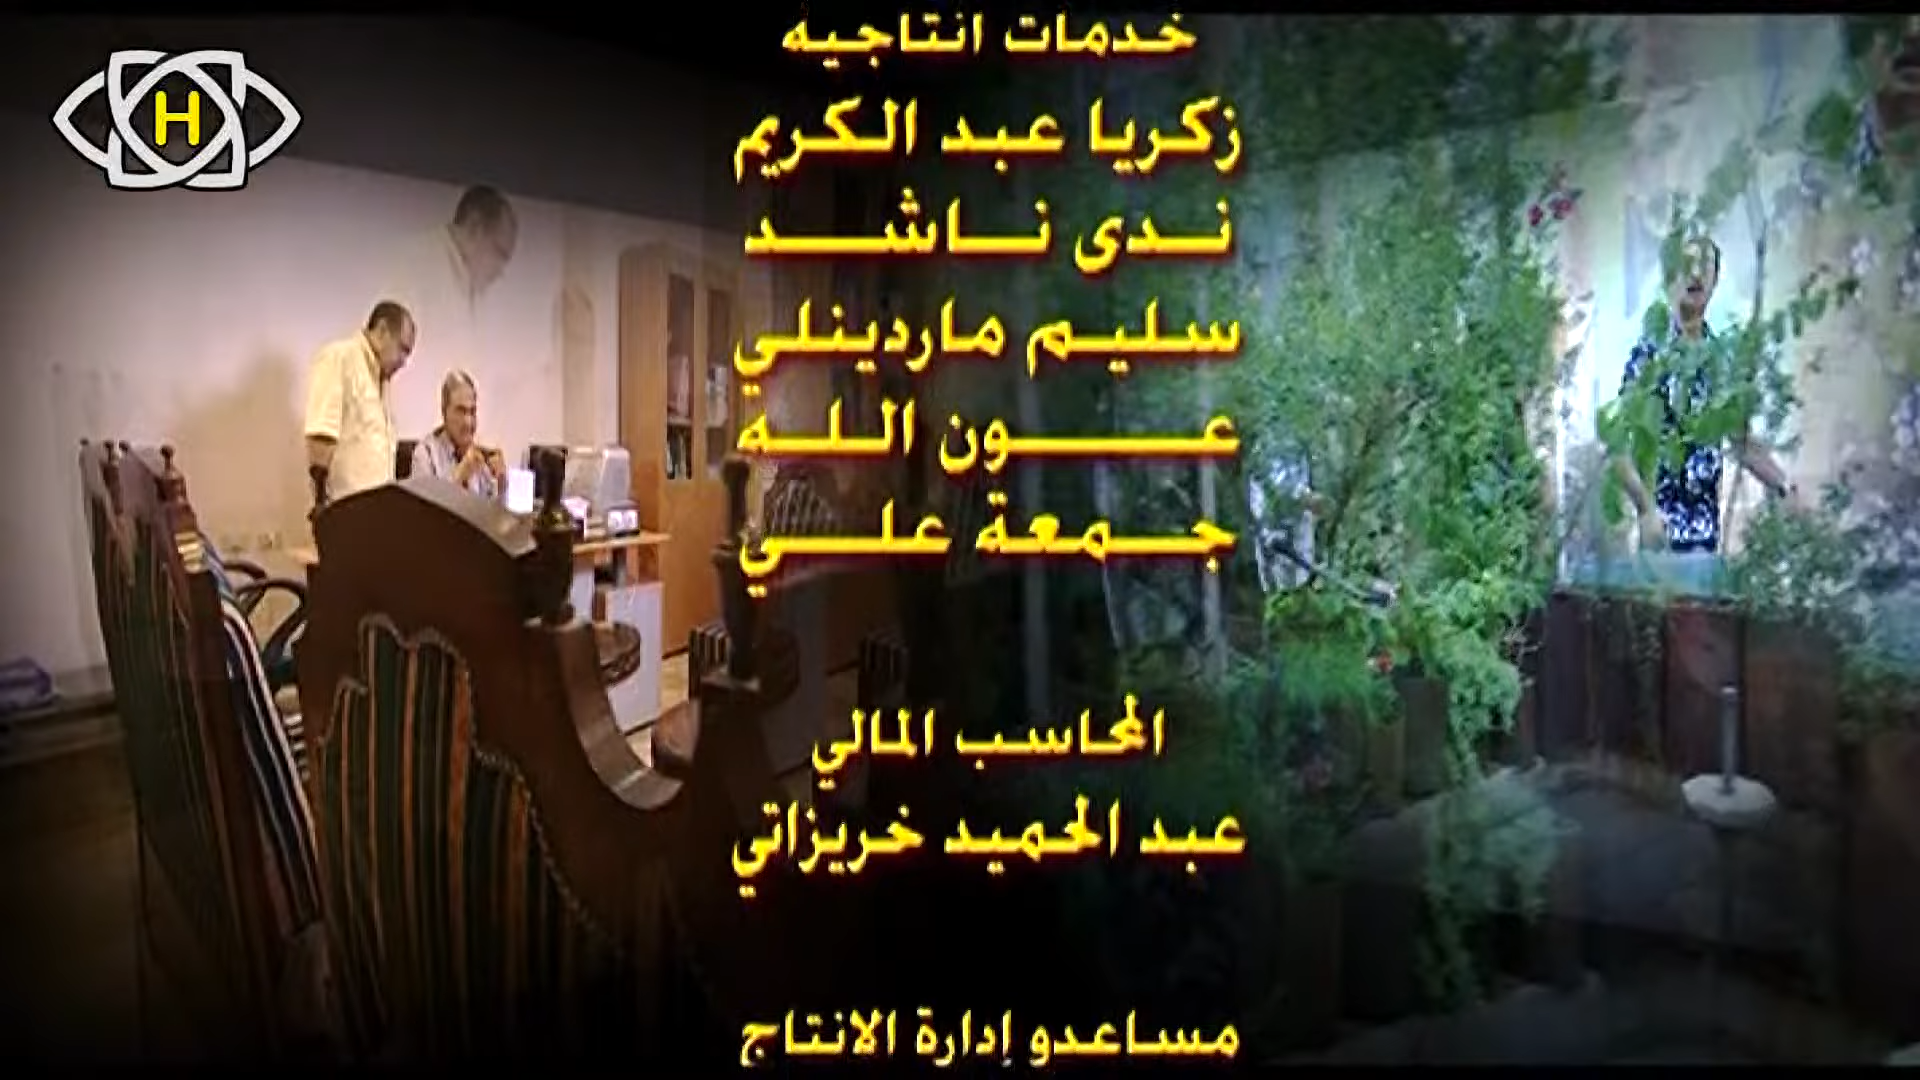 H
خدمات انتاجيه
زكريا عبد الكريم
ندى ناشد
سليم مارديني
عون الله
جمعة علي
المحاسب المالي
عبد الحميد خريزاتي
مساعدو إدارة الانتاج